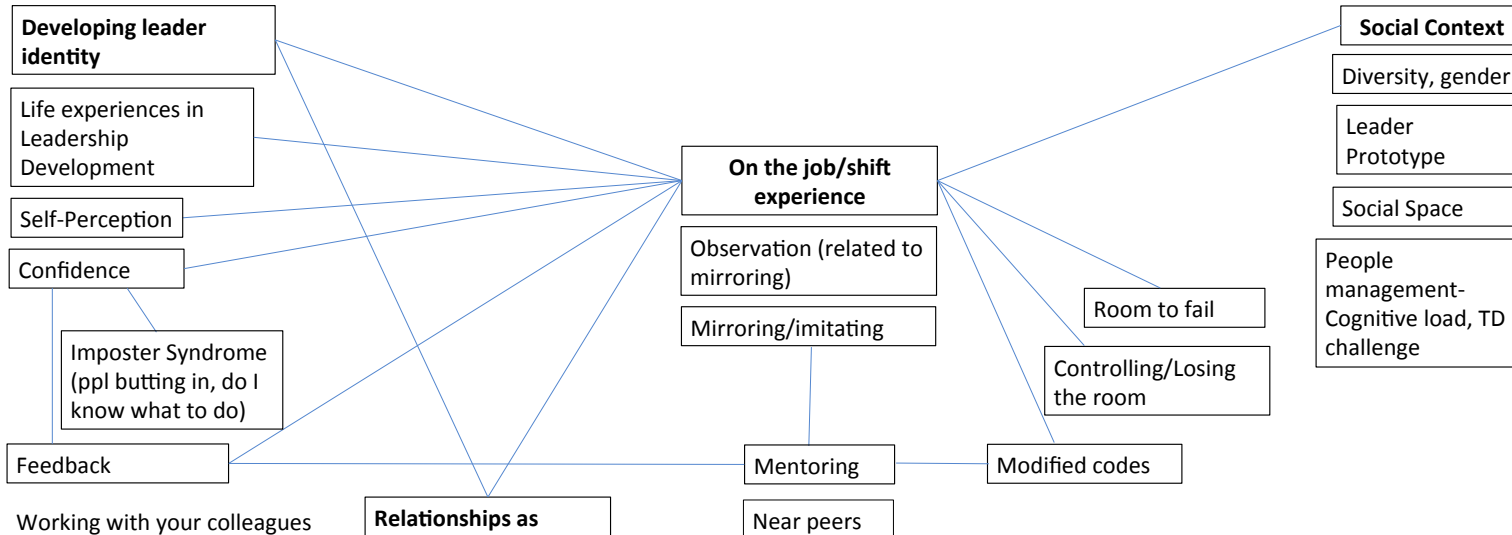 Developing leader
identity
Life experiences in
Leadership
Development
Self-Perception
Confidence
Imposter Syndrome
(ppl butting in, do I
know what to do)
Feedback
Working with your colleagues
Relationships as
On the job/shift
experience
Observation (related to
mirroring)
Mirroring/imitating
Mentoring
Near peers
Room to fail
Controlling/Losing
the room
Modified codes
Social Context
Diversity, gender
Leader
Prototype
Social Space
People
management-
Cognitive load, TD
challenge